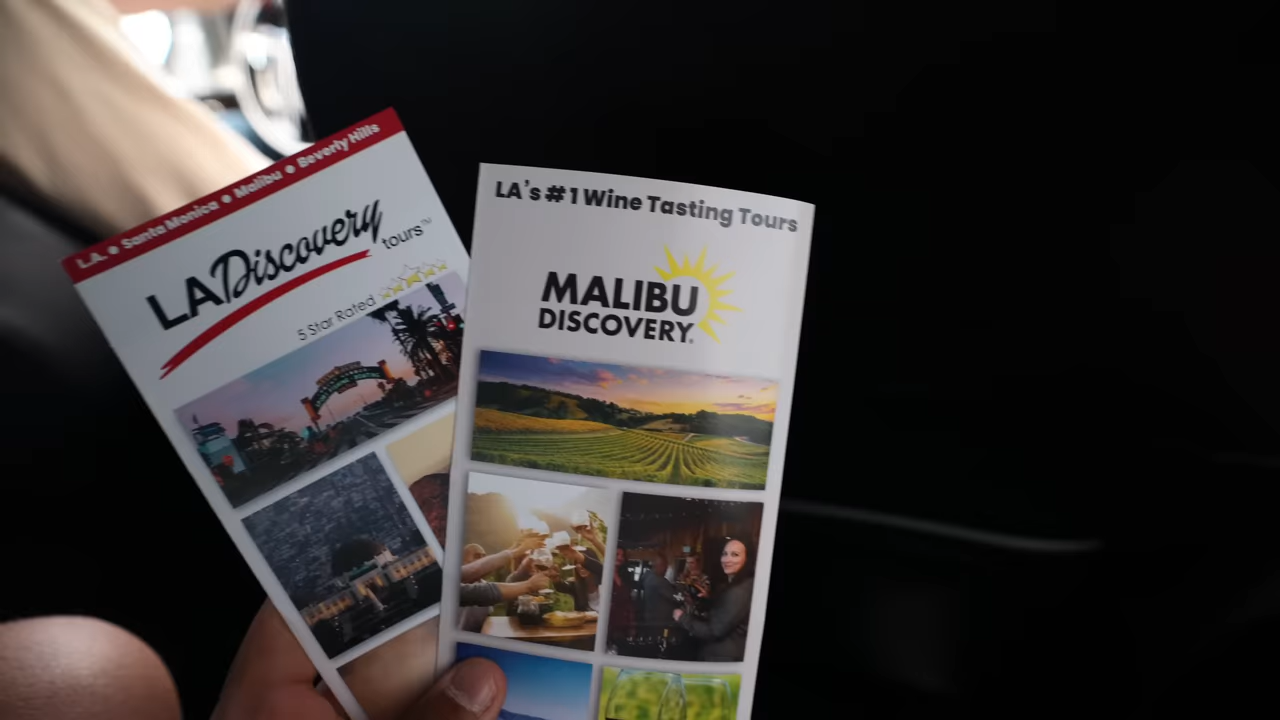 L.A. • Santa Monica • Malibu • Beverly Hills
LA Discovery
tours™
5 Star Rated
LA's #1 Wine Tasting Tours
MALIBU
DISCOVERY